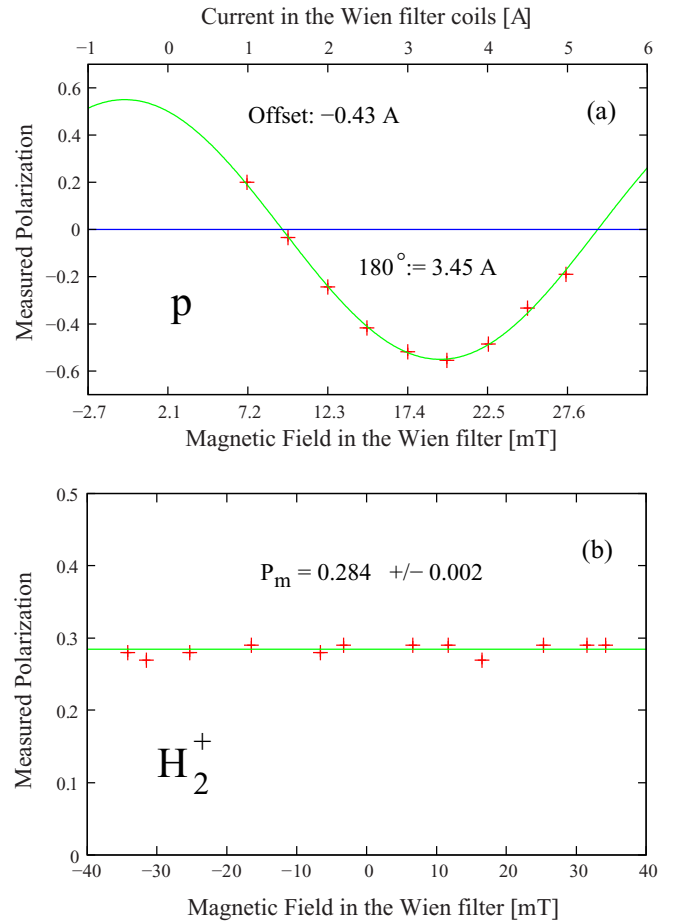 Current in the Wien filter coils [A]
−1 0 1 2 3 4 5 6
0.6
0.4
0.2
0
−0.2
−0.4
−0.6
Measured Polarization
Offset: −0.43 A
(a)
180°:= 3.45 A
p
−2.7 2.1 7.2 12.3 17.4 22.5 27.6
Magnetic Field in the Wien filter [mT]
0.5
0.4
0.3
0.2
0.1
0
Measured Polarization
(b)
P_m = 0.284 +/− 0.002
H_2^+
−40 −30 −20 −10 0 10 20 30 40
Magnetic Field in the Wien filter [mT]